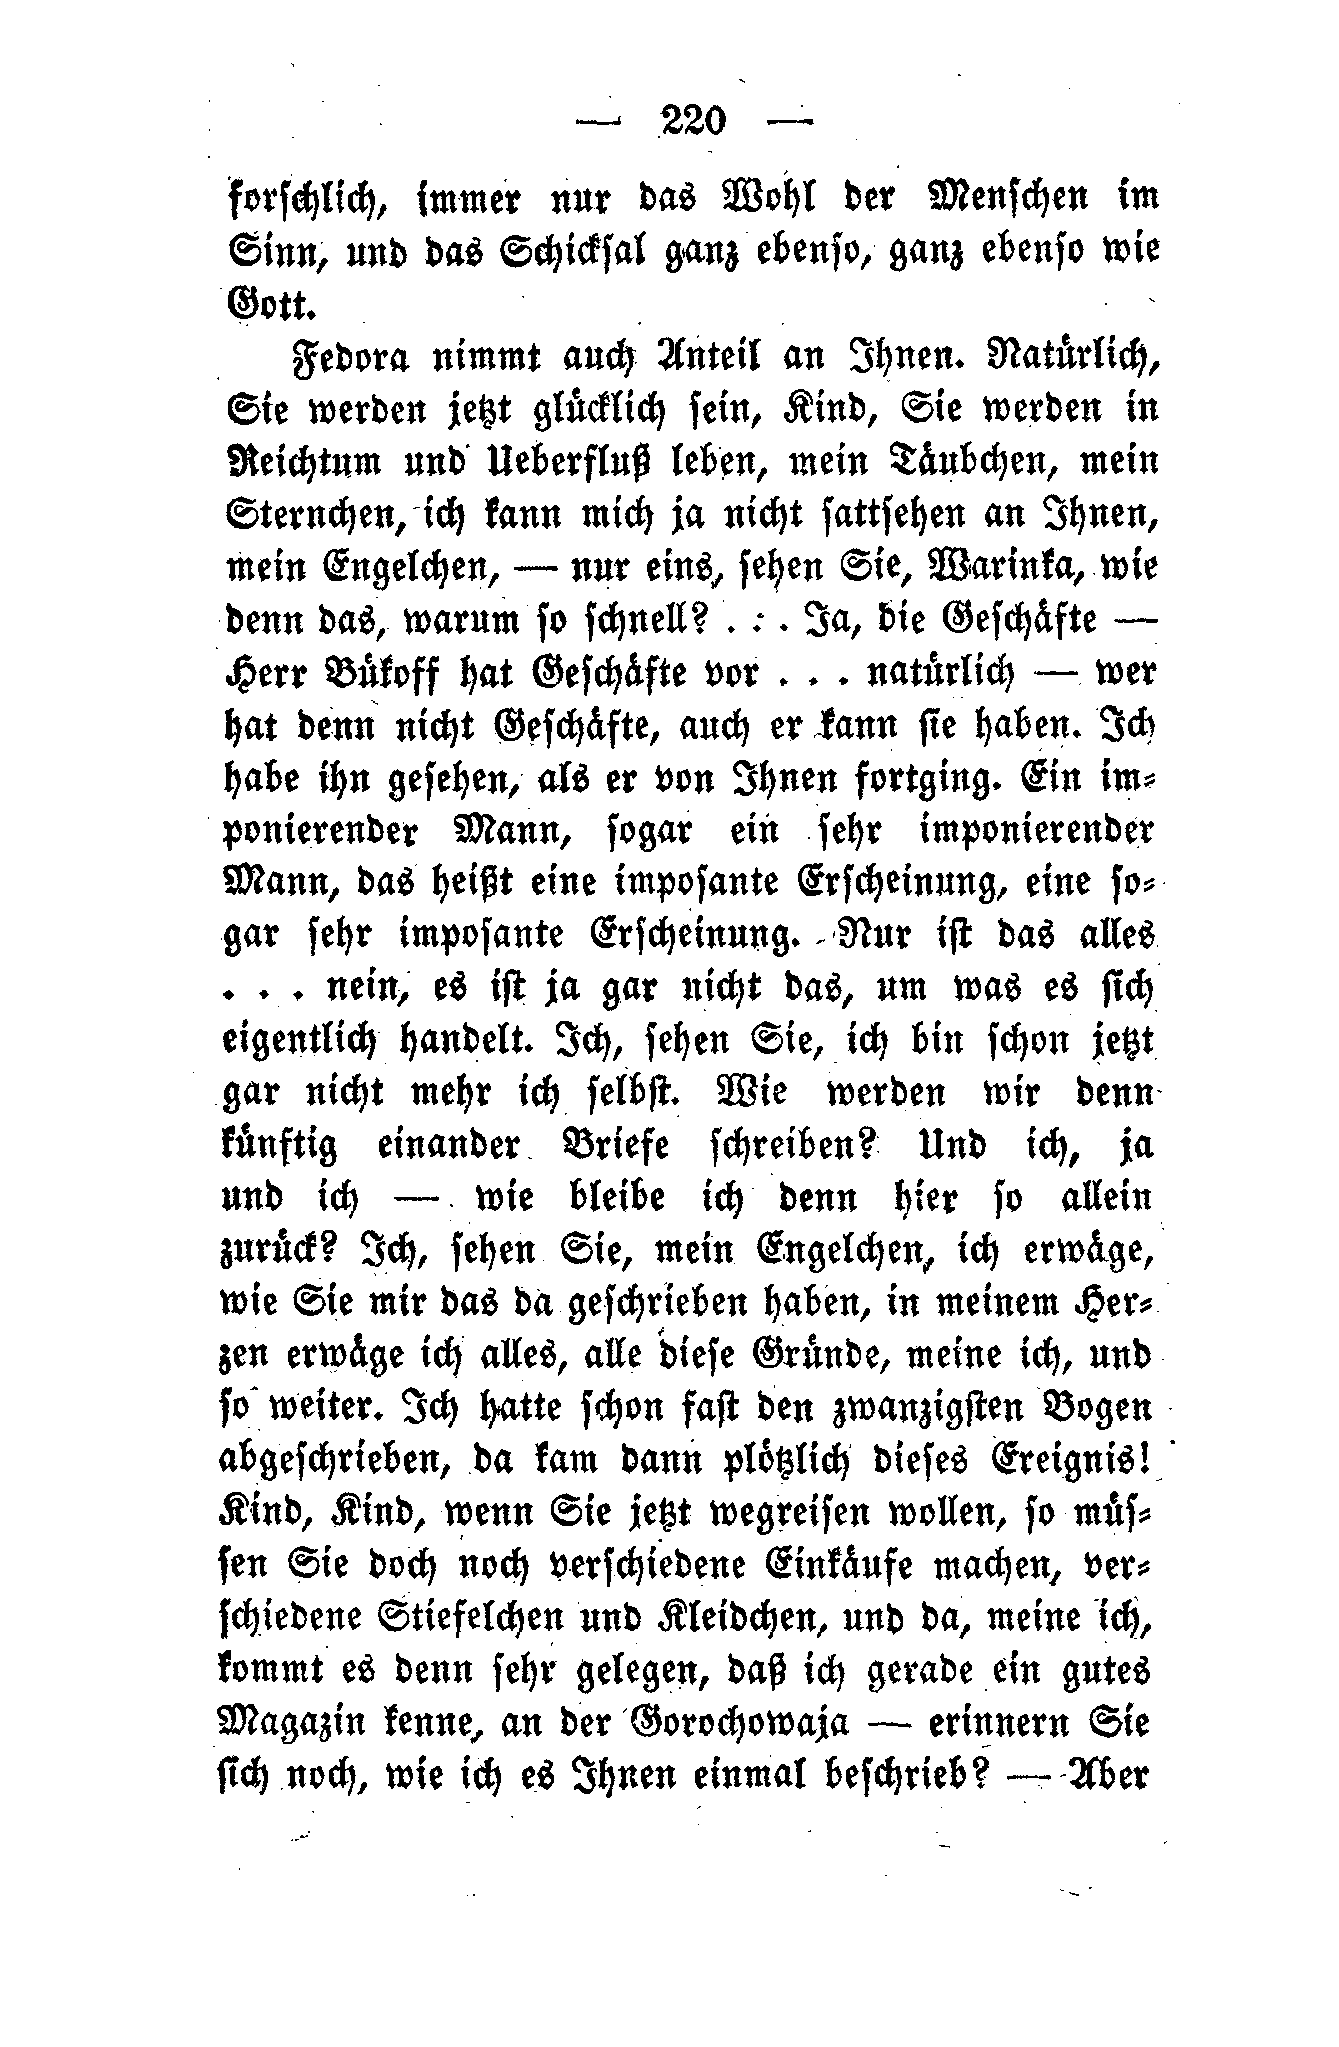 — 220 —
forschlich, immer nur das Wohl der Menschen im
Sinn, und das Schicksal ganz ebenso, ganz ebenso wie
Gott.
Fedora nimmt auch Anteil an Ihnen. Natürlich,
Sie werden jetzt glücklich sein, Kind, Sie werden in
Reichtum und Ueberfluß leben, mein Täubchen, mein
Sternchen, ich kann mich ja nicht sattsehen an Ihnen,
mein Engelchen, — nur eins, sehen Sie, Warinka, wie
denn das, warum so schnell? . . . Ja, die Geschäfte —
Herr Bükoff hat Geschäfte vor . . . natürlich — wer
hat denn nicht Geschäfte, auch er kann sie haben. Ich
habe ihn gesehen, als er von Ihnen fortging. Ein im-
ponierender Mann, sogar ein sehr imponierender
Mann, das heißt eine imposante Erscheinung, eine so-
gar sehr imposante Erscheinung. Nur ist das alles
. . . nein, es ist ja gar nicht das, um was es sich
eigentlich handelt. Ich, sehen Sie, ich bin schon jetzt
gar nicht mehr ich selbst. Wie werden wir denn
künftig einander Briefe schreiben? Und ich, ja
und ich — wie bleibe ich denn hier so allein
zurück? Ich, sehen Sie, mein Engelchen, ich erwäge,
wie Sie mir das da geschrieben haben, in meinem Her-
zen erwäge ich alles, alle diese Gründe, meine ich, und
so weiter. Ich hatte schon fast den zwanzigsten Bogen
abgeschrieben, da kam dann plötzlich dieses Ereignis!
Kind, Kind, wenn Sie jetzt wegreisen wollen, so müs-
sen Sie doch noch verschiedene Einkäufe machen, ver-
schiedene Stiefelchen und Kleidchen, und da, meine ich,
kommt es denn sehr gelegen, daß ich gerade ein gutes
Magazin kenne, an der Gorochowaja — erinnern Sie
sich noch, wie ich es Ihnen einmal beschrieb? — Aber